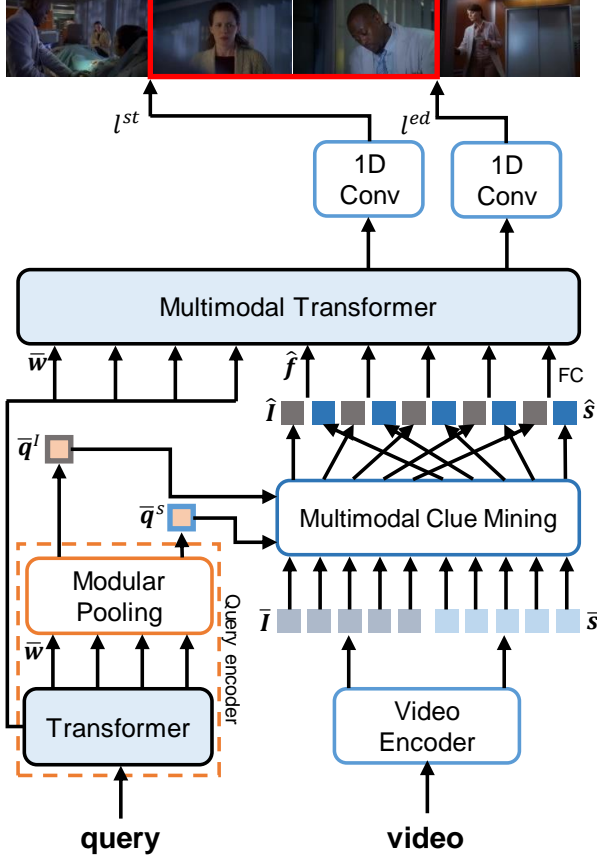 l^{st}
l^{ed}
1D
Conv
1D
Conv
Multimodal Transformer
w̄
f̂
FC
Î
ŝ
q̄^I
q̄^s
Multimodal Clue Mining
Modular
Pooling
Query encoder
Ī
s̄
w̄
Transformer
Video
Encoder
query
video